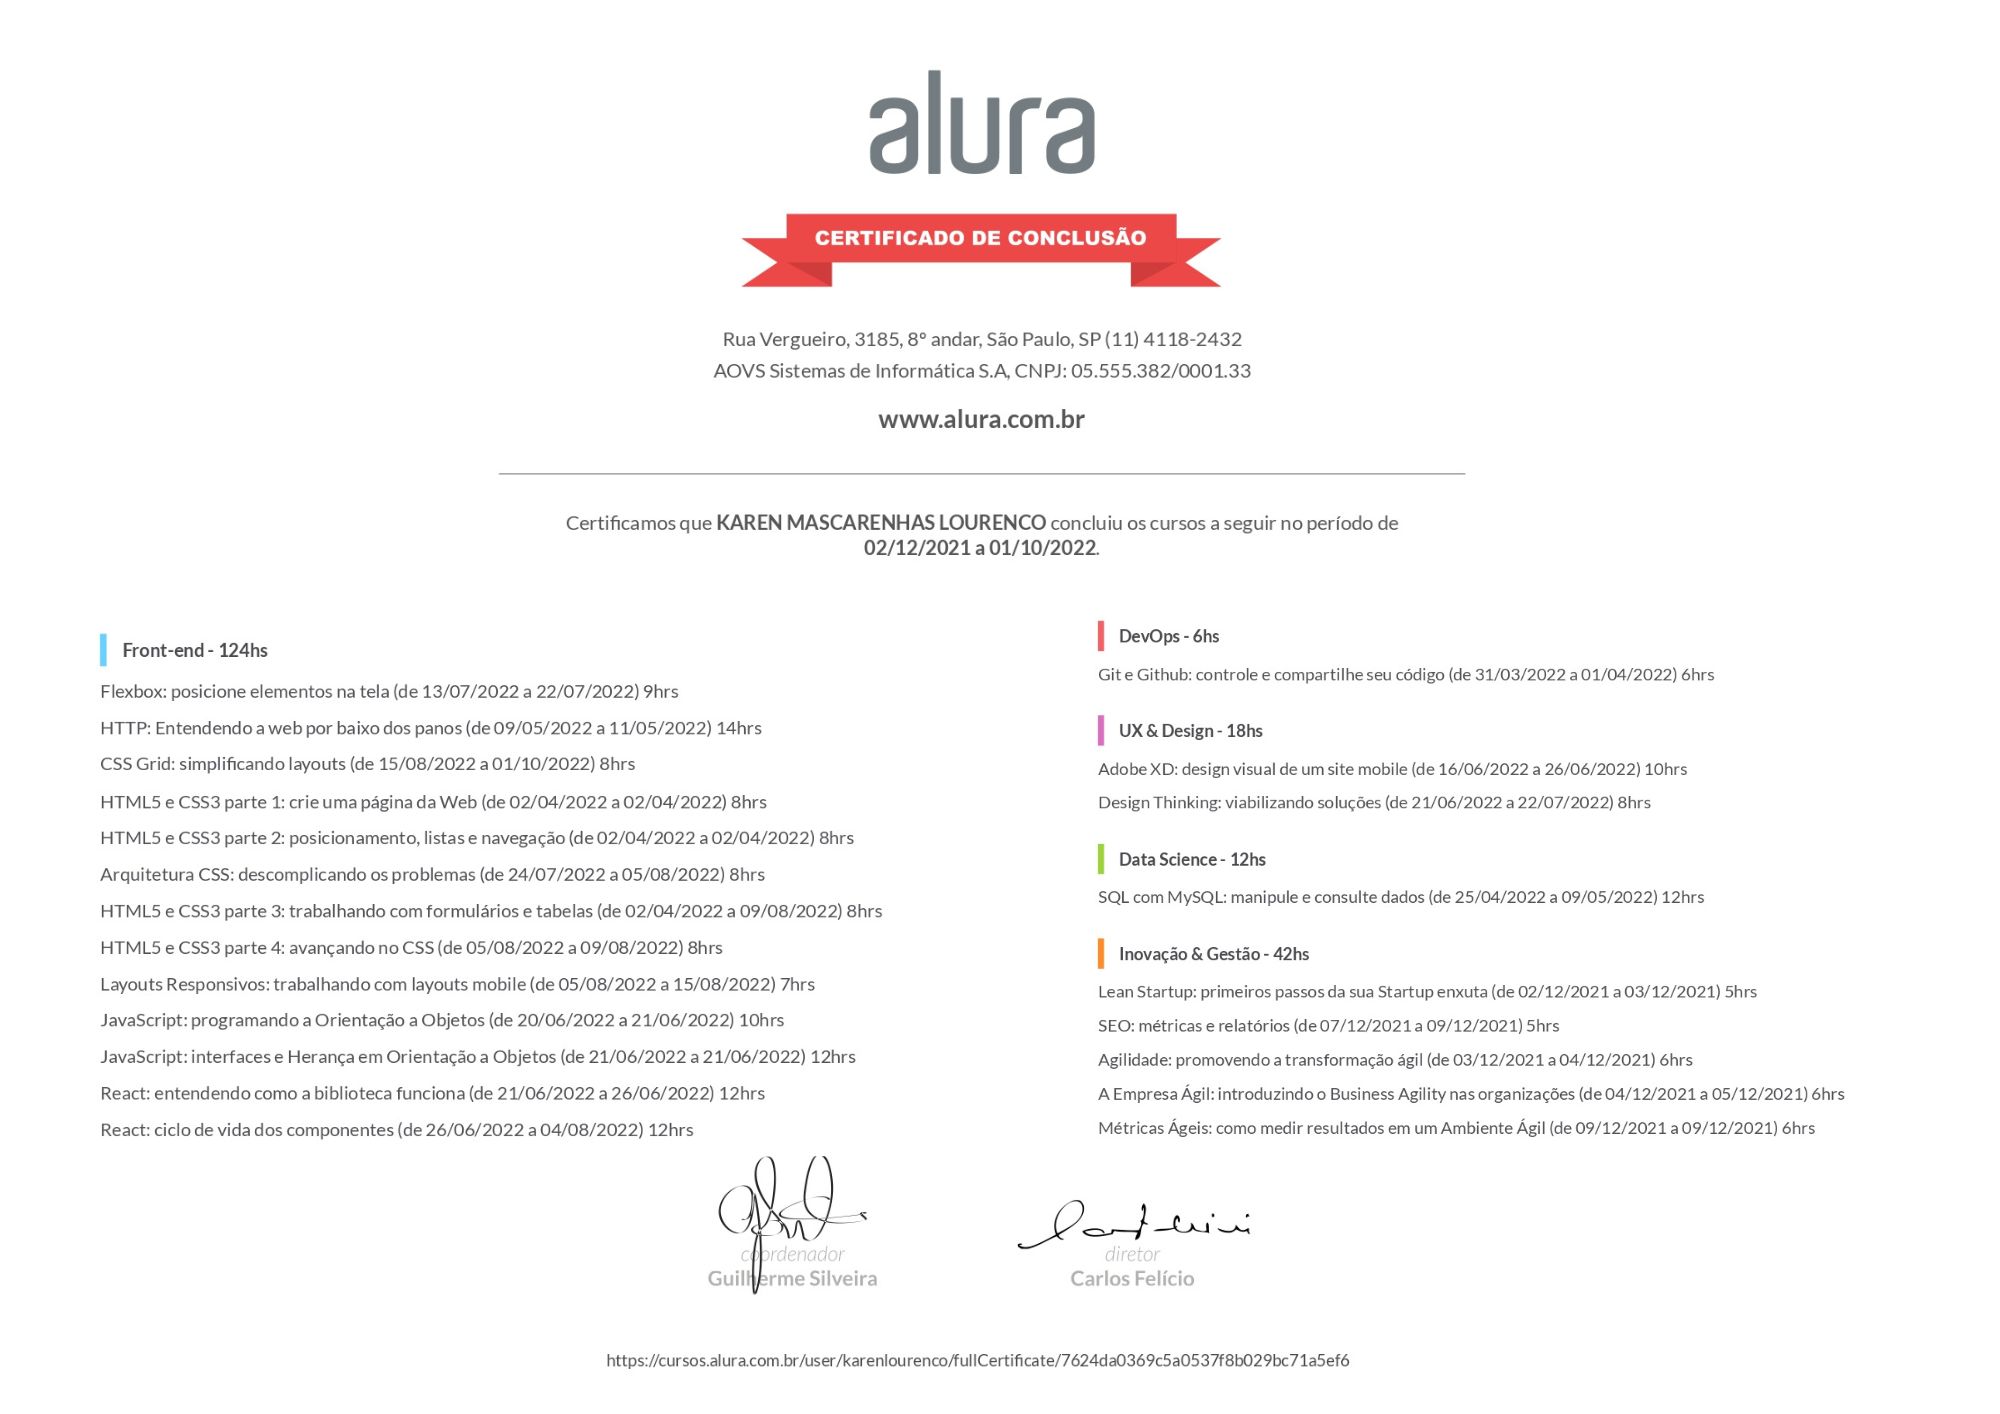 alura
CERTIFICADO DE CONCLUSÃO
Rua Vergueiro, 3185, 8º andar, São Paulo, SP (11) 4118-2432
AOVS Sistemas de Informática S.A, CNPJ: 05.555.382/0001.33
www.alura.com.br
Certificamos que KAREN MASCARENHAS LOURENCO concluiu os cursos a seguir no período de
02/12/2021 a 01/10/2022.
Front-end - 124hs
Flexbox: posicione elementos na tela (de 13/07/2022 a 22/07/2022) 9hrs
HTTP: Entendendo a web por baixo dos panos (de 09/05/2022 a 11/05/2022) 14hrs
CSS Grid: simplificando layouts (de 15/08/2022 a 01/10/2022) 8hrs
HTML5 e CSS3 parte 1: crie uma página da Web (de 02/04/2022 a 02/04/2022) 8hrs
HTML5 e CSS3 parte 2: posicionamento, listas e navegação (de 02/04/2022 a 02/04/2022) 8hrs
Arquitetura CSS: descomplicando os problemas (de 24/07/2022 a 05/08/2022) 8hrs
HTML5 e CSS3 parte 3: trabalhando com formulários e tabelas (de 02/04/2022 a 09/08/2022) 8hrs
HTML5 e CSS3 parte 4: avançando no CSS (de 05/08/2022 a 09/08/2022) 8hrs
Layouts Responsivos: trabalhando com layouts mobile (de 05/08/2022 a 15/08/2022) 7hrs
JavaScript: programando a Orientação a Objetos (de 20/06/2022 a 21/06/2022) 10hrs
JavaScript: interfaces e Herança em Orientação a Objetos (de 21/06/2022 a 21/06/2022) 12hrs
React: entendendo como a biblioteca funciona (de 21/06/2022 a 26/06/2022) 12hrs
React: ciclo de vida dos componentes (de 26/06/2022 a 04/08/2022) 12hrs
DevOps - 6hs
Git e Github: controle e compartilhe seu código (de 31/03/2022 a 01/04/2022) 6hrs
UX & Design - 18hs
Adobe XD: design visual de um site mobile (de 16/06/2022 a 26/06/2022) 10hrs
Design Thinking: viabilizando soluções (de 21/06/2022 a 22/07/2022) 8hrs
Data Science - 12hs
SQL com MySQL: manipule e consulte dados (de 25/04/2022 a 09/05/2022) 12hrs
Inovação & Gestão - 42hs
Lean Startup: primeiros passos da sua Startup enxuta (de 02/12/2021 a 03/12/2021) 5hrs
SEO: métricas e relatórios (de 07/12/2021 a 09/12/2021) 5hrs
Agilidade: promovendo a transformação ágil (de 03/12/2021 a 04/12/2021) 6hrs
A Empresa Ágil: introduzindo o Business Agility nas organizações (de 04/12/2021 a 05/12/2021) 6hrs
Métricas Ágeis: como medir resultados em um Ambiente Ágil (de 09/12/2021 a 09/12/2021) 6hrs
coordenador
Guilherme Silveira
diretor
Carlos Felício
https://cursos.alura.com.br/user/karenlourenco/fullCertificate/7624da0369c5a0537f8b029bc71a5ef6